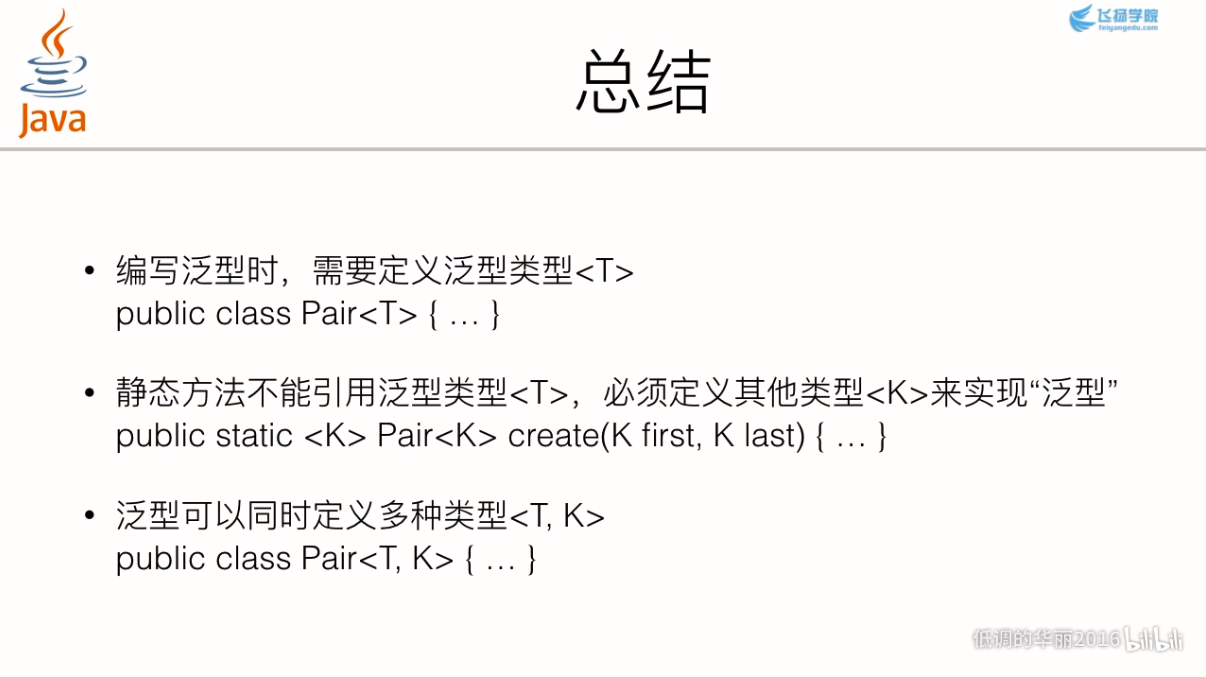 Java
飞扬学院
feiyangedu.com
总结
• 编写泛型时，需要定义泛型类型<T>
public class Pair<T> { … }
• 静态方法不能引用泛型类型<T>，必须定义其他类型<K>来实现“泛型”
public static <K> Pair<K> create(K first, K last) { … }
• 泛型可以同时定义多种类型<T, K>
public class Pair<T, K> { … }
低调的华丽2016 bilibili